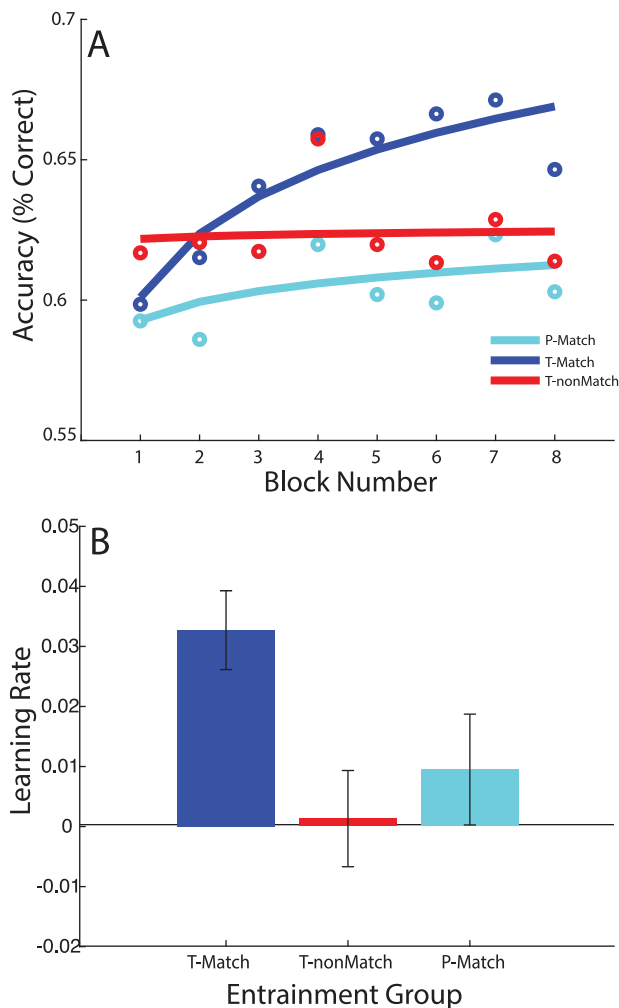 A
0.7
0.65
0.6
0.55
Accuracy (% Correct)
P-Match
T-Match
T-nonMatch
1 2 3 4 5 6 7 8
Block Number
B
0.05
0.04
0.03
0.02
0.01
0
-0.01
-0.02
Learning Rate
T-Match T-nonMatch P-Match
Entrainment Group